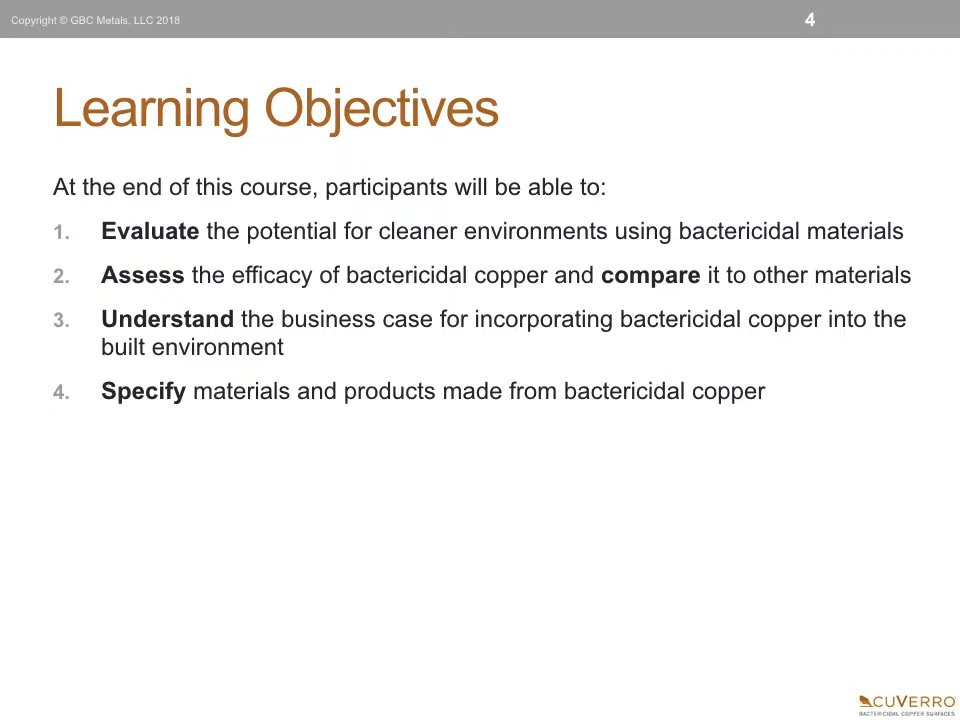 Copyright © GBC Metals, LLC 2018
4
Learning Objectives
At the end of this course, participants will be able to:
1. Evaluate the potential for cleaner environments using bactericidal materials
2. Assess the efficacy of bactericidal copper and compare it to other materials
3. Understand the business case for incorporating bactericidal copper into the
built environment
4. Specify materials and products made from bactericidal copper
CUVERRO
BACTERICIDAL COPPER SURFACES